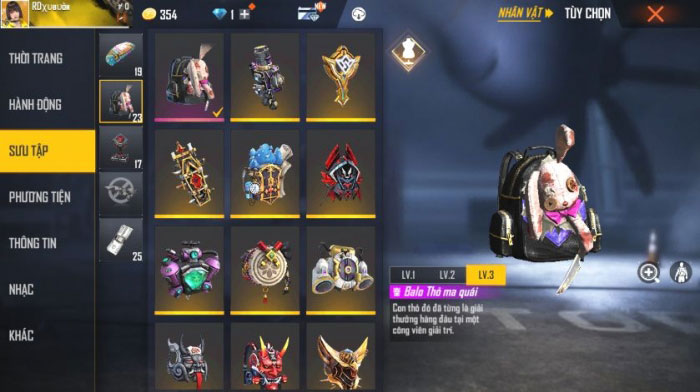 RDχuâuân
0
354
1
NHÂN VẬT
TÙY CHỌN
THỜI TRANG
HÀNH ĐỘNG
SƯU TẬP
PHƯƠNG TIỆN
THÔNG TIN
NHẠC
KHÁC
19
23
17
25
LV.1 LV.2 LV.3
Balo Thỏ ma quái
Con thỏ đó đã từng là giải
thưởng hàng đầu tại một
công viên giải trí.